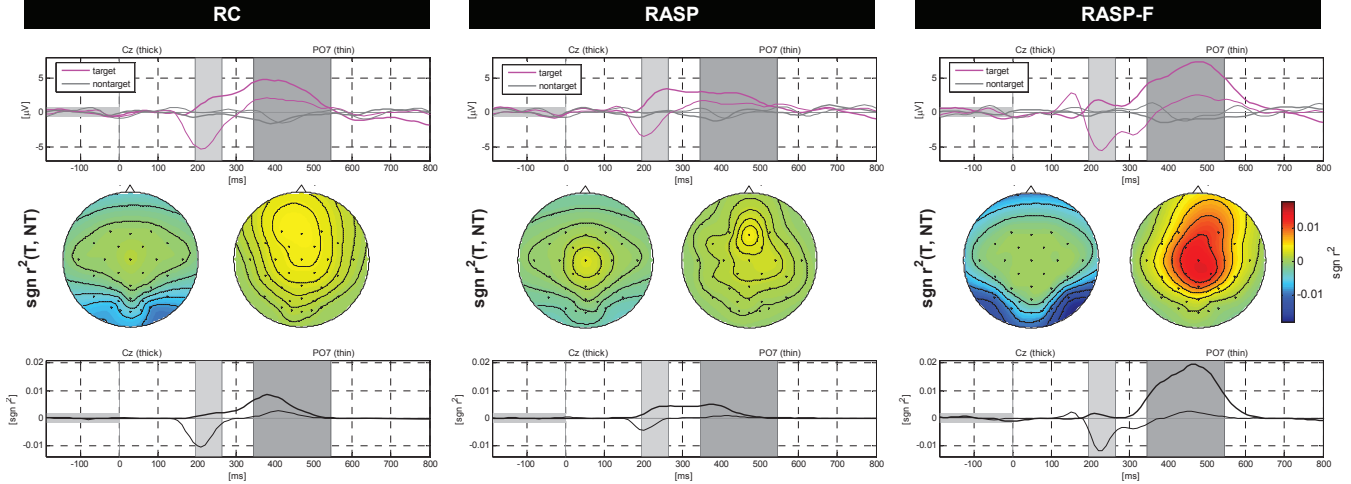 RC
RASP
RASP-F
Cz (thick) PO7 (thin)
Cz (thick) PO7 (thin)
Cz (thick) PO7 (thin)
target
nontarget
target
nontarget
target
nontarget
[µV]
5
0
-5
-100 0 100 200 300 400 500 600 700 800
[ms]
[µV]
5
0
-5
-100 0 100 200 300 400 500 600 700 800
[ms]
[µV]
5
0
-5
-100 0 100 200 300 400 500 600 700 800
[ms]
sgn r²(T, NT)
sgn r²(T, NT)
sgn r²(T, NT)
0.01
0
-0.01
sgn r²
Cz (thick) PO7 (thin)
Cz (thick) PO7 (thin)
Cz (thick) PO7 (thin)
[sgn r²]
0.02
0.01
0
-0.01
-100 0 100 200 300 400 500 600 700 800
[ms]
[sgn r²]
0.02
0.01
0
-0.01
-100 0 100 200 300 400 500 600 700 800
[ms]
[sgn r²]
0.02
0.01
0
-0.01
-100 0 100 200 300 400 500 600 700 800
[ms]